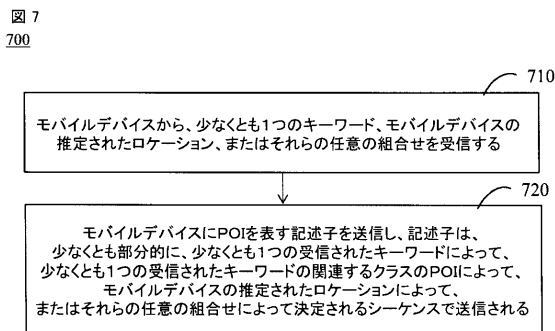 図 7
700
710
モバイルデバイスから、少なくとも1つのキーワード、モバイルデバイスの
推定されたロケーション、またはそれらの任意の組合せを受信する
720
モバイルデバイスにPOIを表す記述子を送信し、記述子は、
少なくとも部分的に、少なくとも1つの受信されたキーワードによって、
少なくとも1つの受信されたキーワードの関連するクラスのPOIによって、
モバイルデバイスの推定されたロケーションによって、
またはそれらの任意の組合せによって決定されるシーケンスで送信される